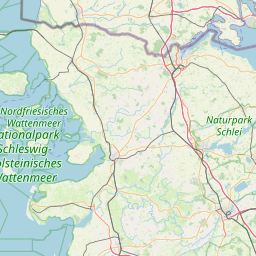 Nordfriesisches
Wattenmeer
ationalpark
Schleswig-
olsteinisches
Wattenmeer
Naturpark
Schlei